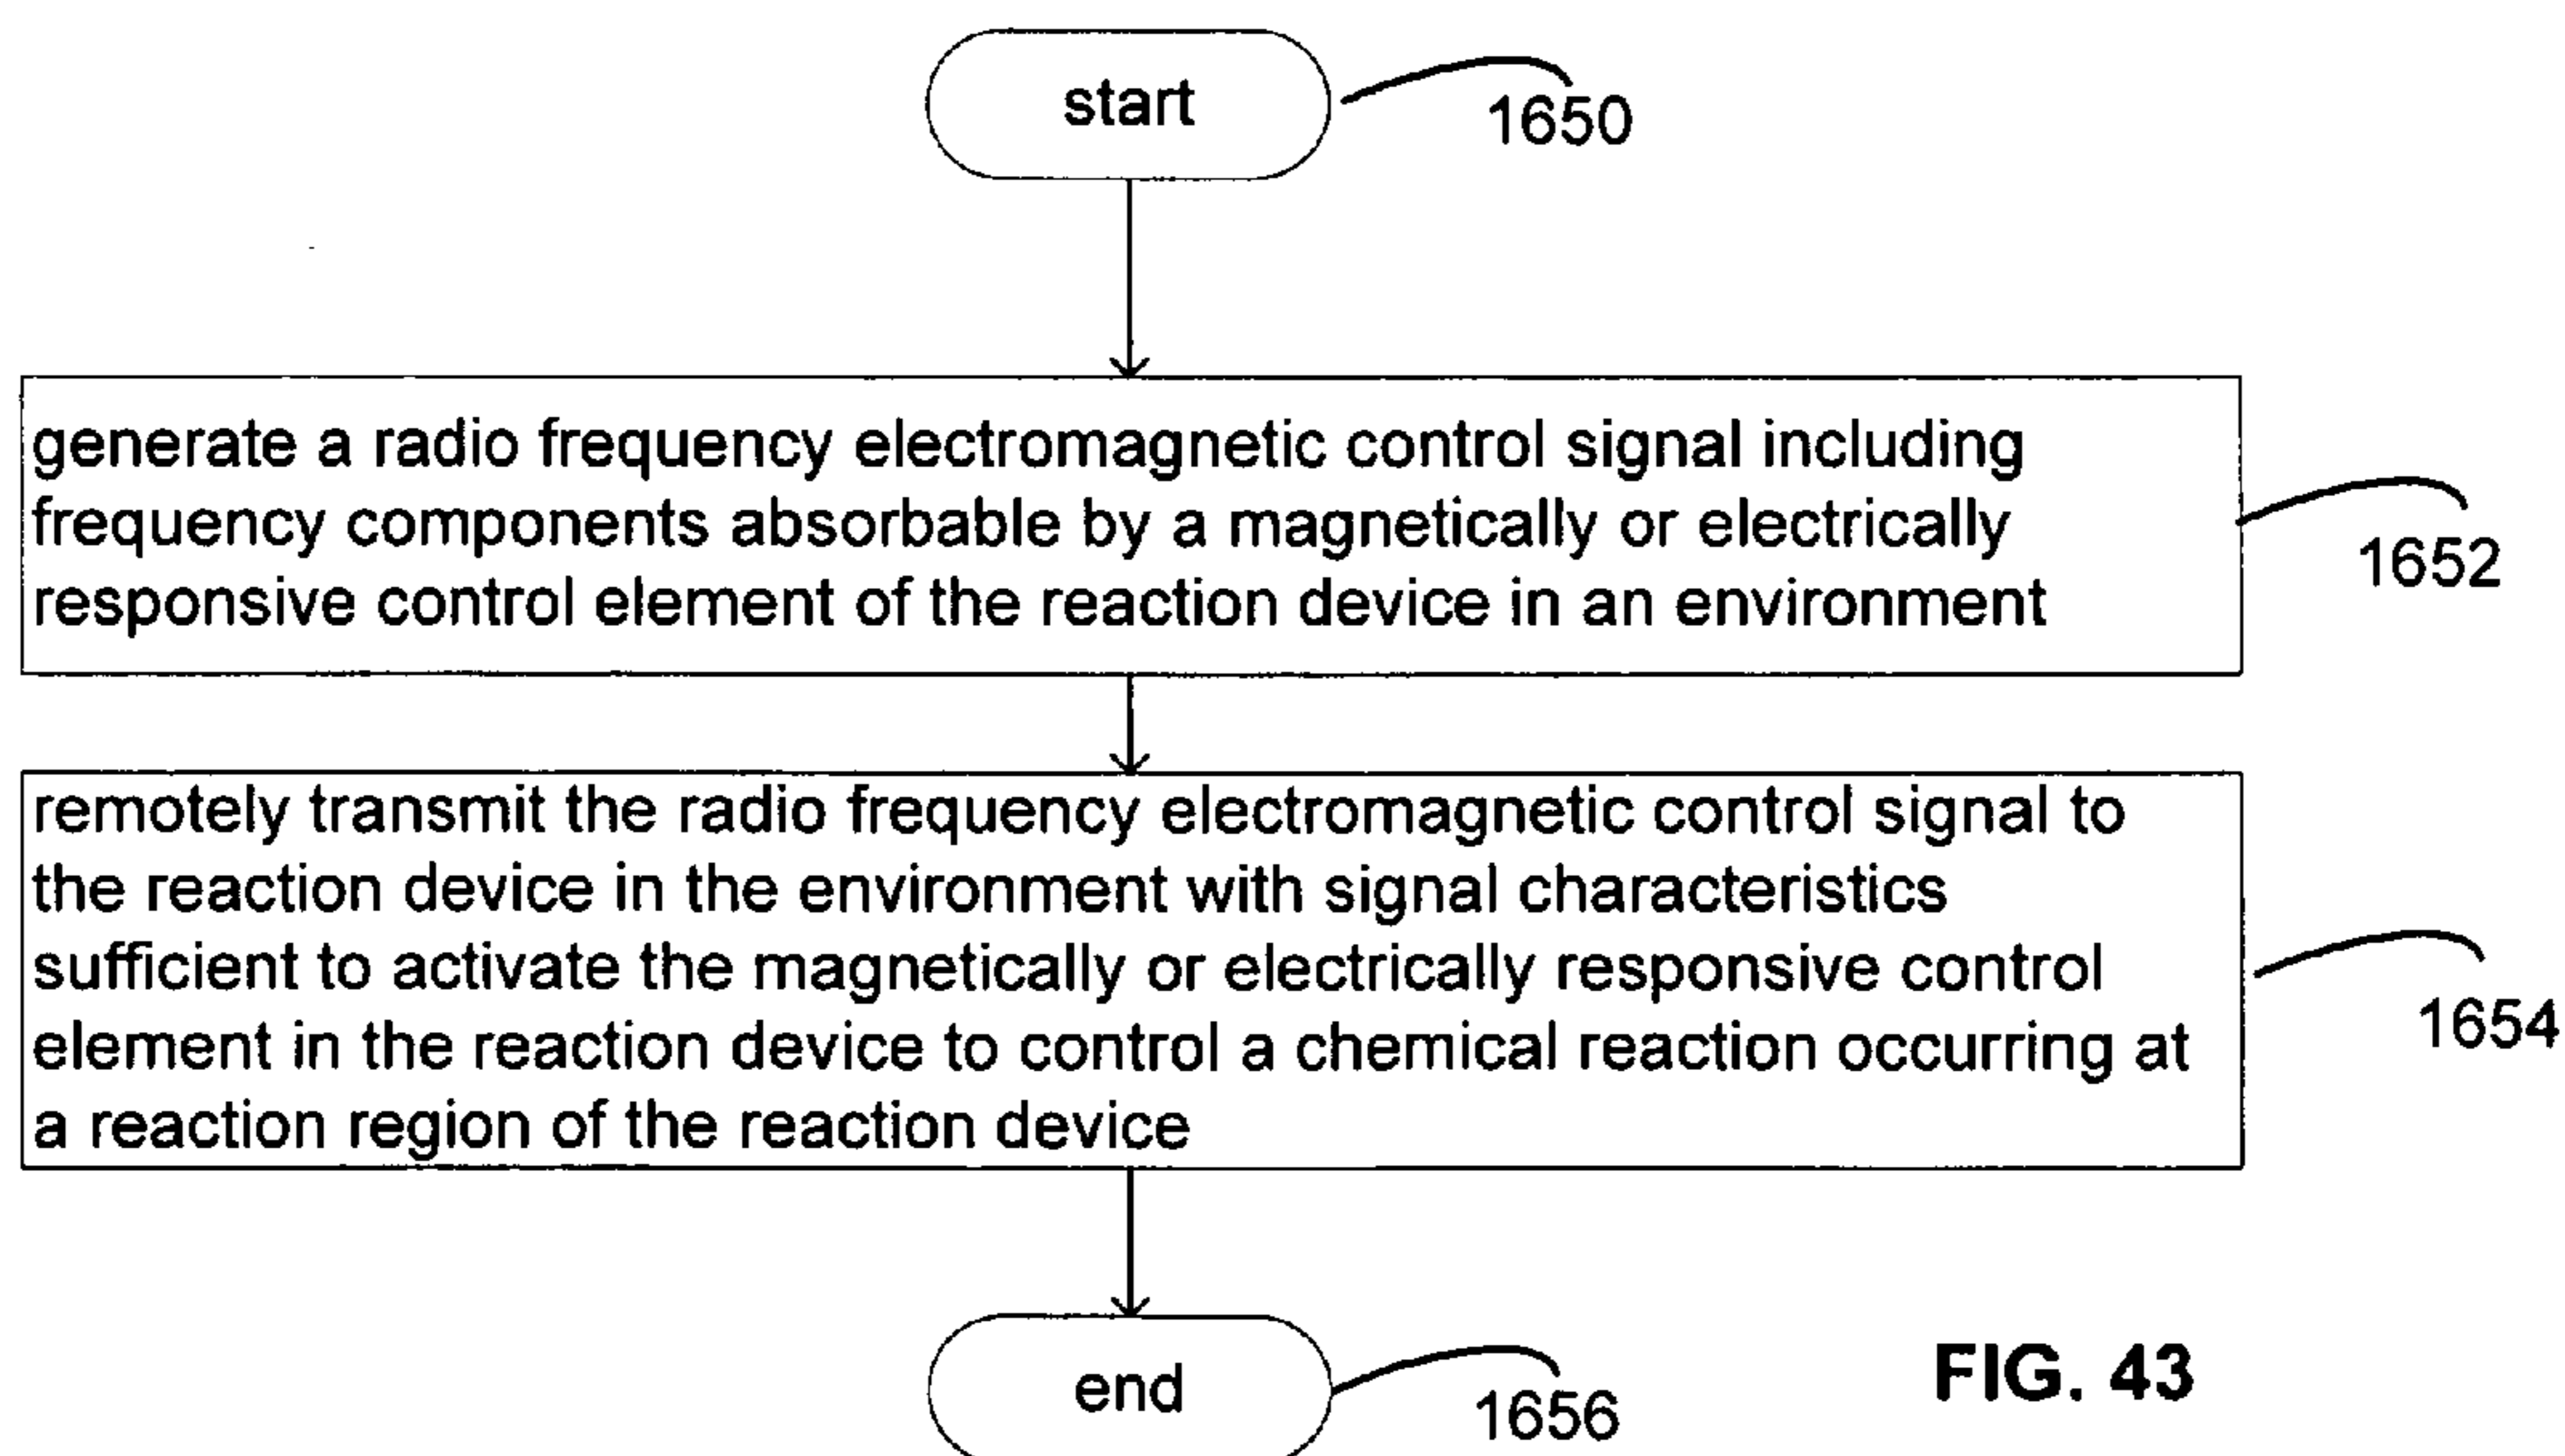 start
1650
generate a radio frequency electromagnetic control signal including
frequency components absorbable by a magnetically or electrically
responsive control element of the reaction device in an environment
1652
remotely transmit the radio frequency electromagnetic control signal to
the reaction device in the environment with signal characteristics
sufficient to activate the magnetically or electrically responsive control
element in the reaction device to control a chemical reaction occurring at
a reaction region of the reaction device
1654
end
1656
FIG. 43